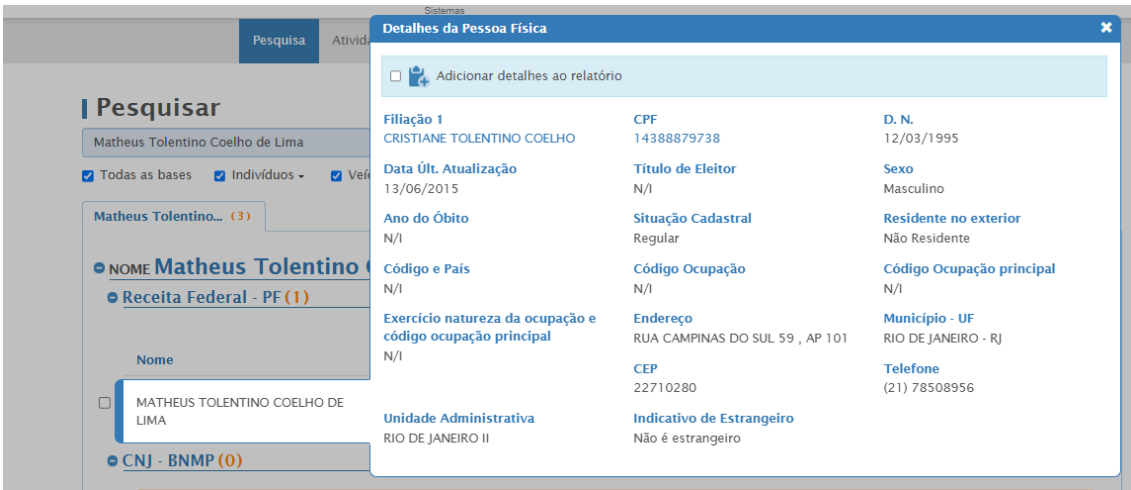 Sistemas
Pesquisa
Ativid
Pesquisar
Matheus Tolentino Coelho de Lima
Todas as bases Indivíduos Veí
Matheus Tolentino... (3)
NOME Matheus Tolentino
Receita Federal - PF (1)
Nome
MATHEUS TOLENTINO COELHO DE
LIMA
CNJ - BNMP (0)
Detalhes da Pessoa Física
Adicionar detalhes ao relatório
Filiação 1 CPF D. N.
CRISTIANE TOLENTINO COELHO 14388879738 12/03/1995
Data Últ. Atualização Título de Eleitor Sexo
13/06/2015 N/I Masculino
Ano do Óbito Situação Cadastral Residente no exterior
N/I Regular Não Residente
Código e País Código Ocupação Código Ocupação principal
N/I N/I N/I
Exercício natureza da ocupação e
código ocupação principal
N/I
Endereço Município - UF
RUA CAMPINAS DO SUL 59 , AP 101 RIO DE JANEIRO - RJ
CEP Telefone
22710280 (21) 78508956
Unidade Administrativa Indicativo de Estrangeiro
RIO DE JANEIRO II Não é estrangeiro